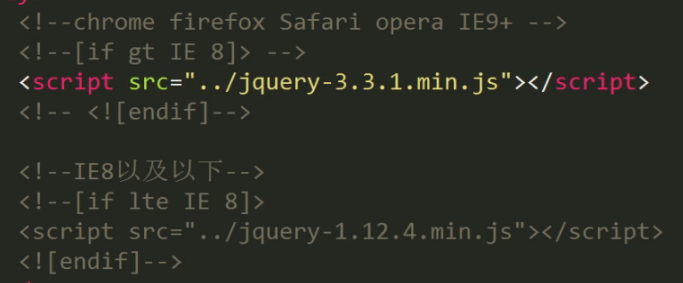 <!--chrome firefox Safari opera IE9+ -->
<!--[if gt IE 8]> -->
<script src="../jquery-3.3.1.min.js"></script>
<!-- <![endif]-->
<!--IE8以及以下-->
<!--[if lte IE 8]>
<script src="../jquery-1.12.4.min.js"></script>
<![endif]-->